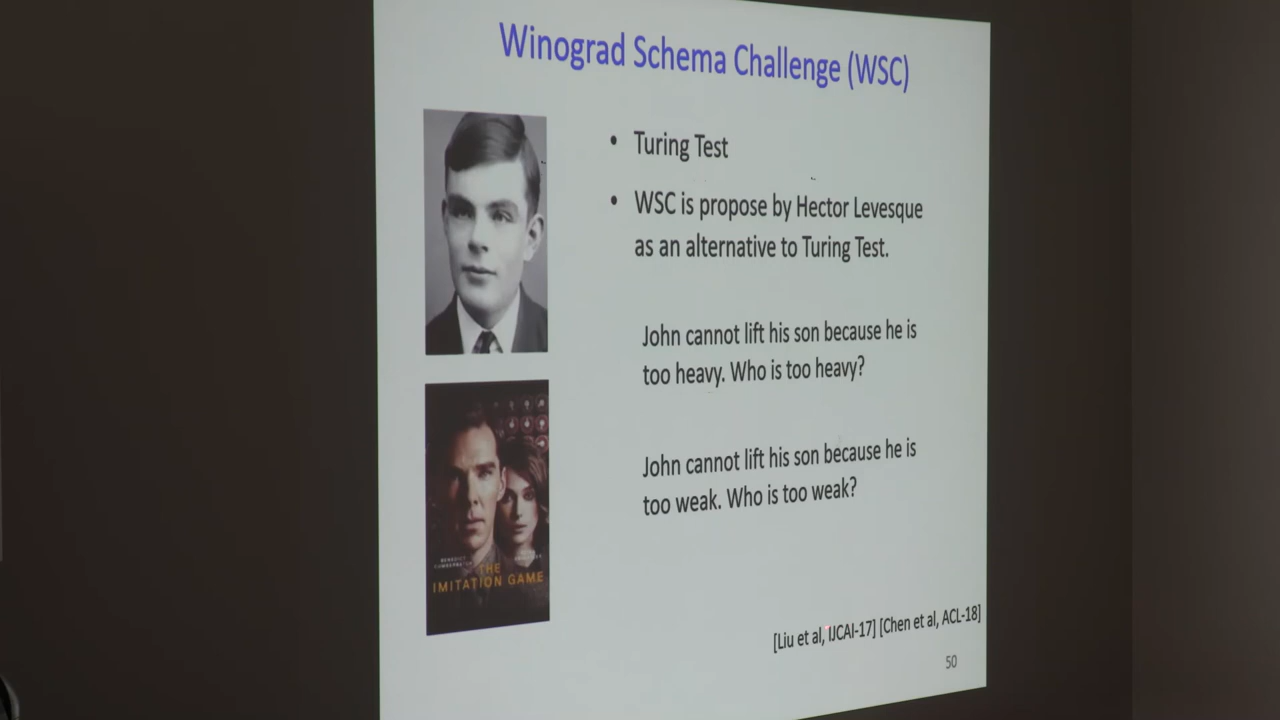 Winograd Schema Challenge (WSC)
• Turing Test
• WSC is propose by Hector Levesque
as an alternative to Turing Test.
John cannot lift his son because he is
too heavy. Who is too heavy?
John cannot lift his son because he is
too weak. Who is too weak?
BENEDICT
CUMBERBATCH
THE
IMITATION GAME
[Liu et al, IJCAI-17] [Chen et al, ACL-18]
50